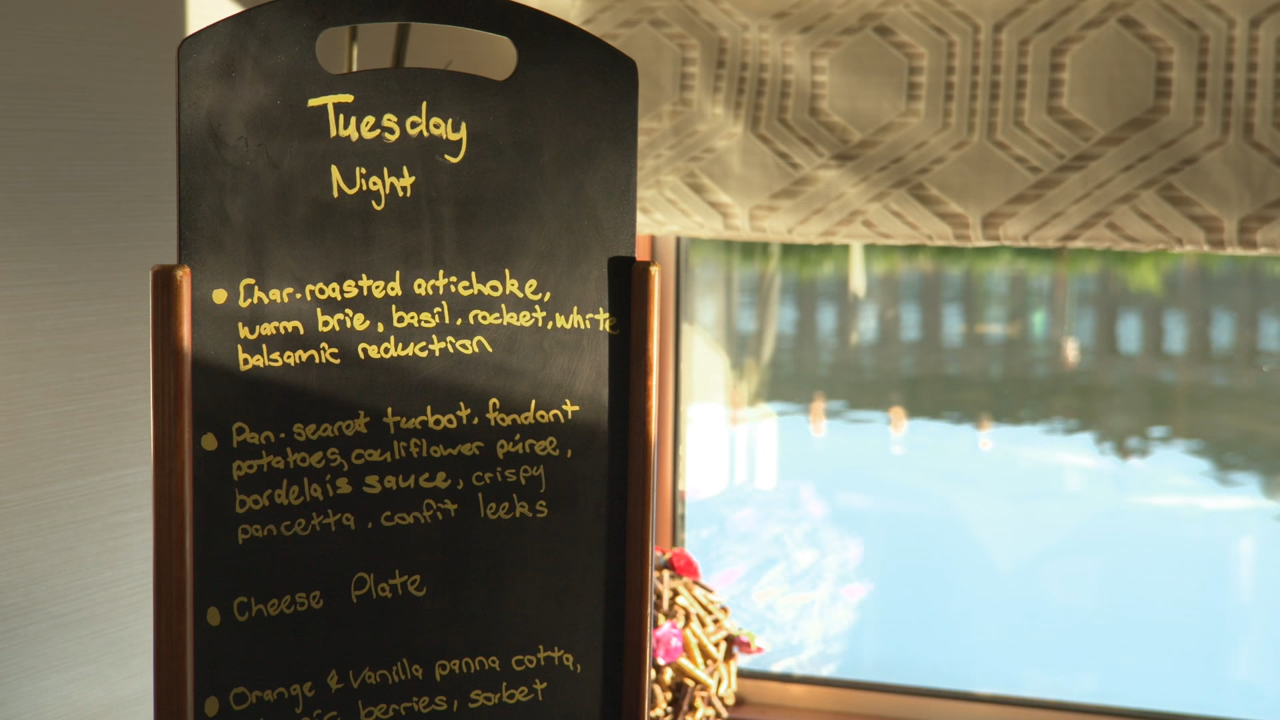 Tuesday
Night
• Char-roasted artichoke,
warm brie, basil, rocket, white
balsamic reduction
• Pan-seared turbot, fondant
potatoes, cauliflower púree,
bordelais sauce, crispy
pancetta, confit leeks
• Cheese Plate
• Orange & Vanilla panna cotta,
berries, sorbet